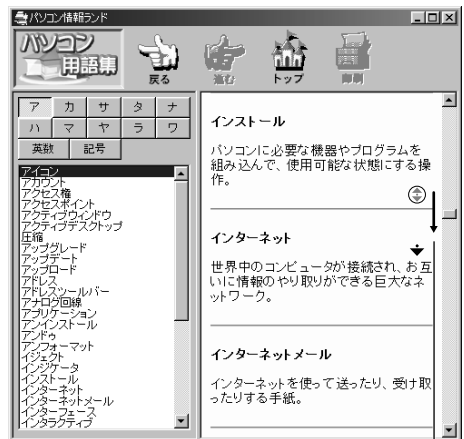 パソコン情報ランド
パソコン
用語集
戻る
進む
トップ
印刷
ア カ サ タ ナ
ハ マ ヤ ラ ワ
英数 記号
アイコン
アカウント
アクセス権
アクセスポイント
アクティブウィンドウ
アクティブデスクトップ
圧縮
アップグレード
アップデート
アップロード
アドレス
アドレスツールバー
アナログ回線
アプリケーション
アンインストール
アンドゥ
アンフォーマット
イジェクト
インジケータ
インストール
インターネット
インターネットメール
インターフェース
インタラクティブ
インストール
パソコンに必要な機器やプログラムを
組み込んで、使用可能な状態にする操
作。
インターネット
世界中のコンピュータが接続され、お互
いに情報のやり取りができる巨大なネ
ットワーク。
インターネットメール
インターネットを使って送ったり、受け取
ったりする手紙。